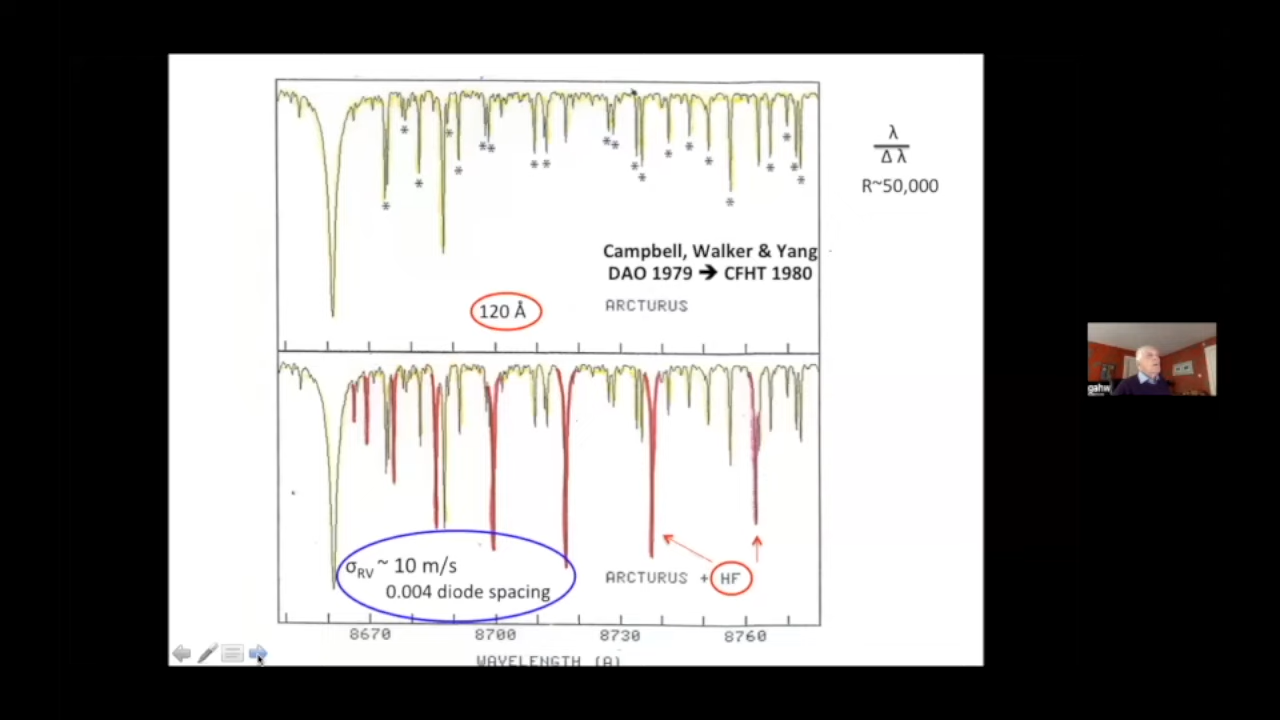 * * * * * * * * * * * * * * * * * * * * * *
λ
Δ λ
R~50,000
Campbell, Walker & Yang
DAO 1979 ➔ CFHT 1980
120 Å
ARCTURUS
σRV ~ 10 m/s
0.004 diode spacing
ARCTURUS + HF
8670 8700 8730 8760
WAVELENGTH (A)
gahw